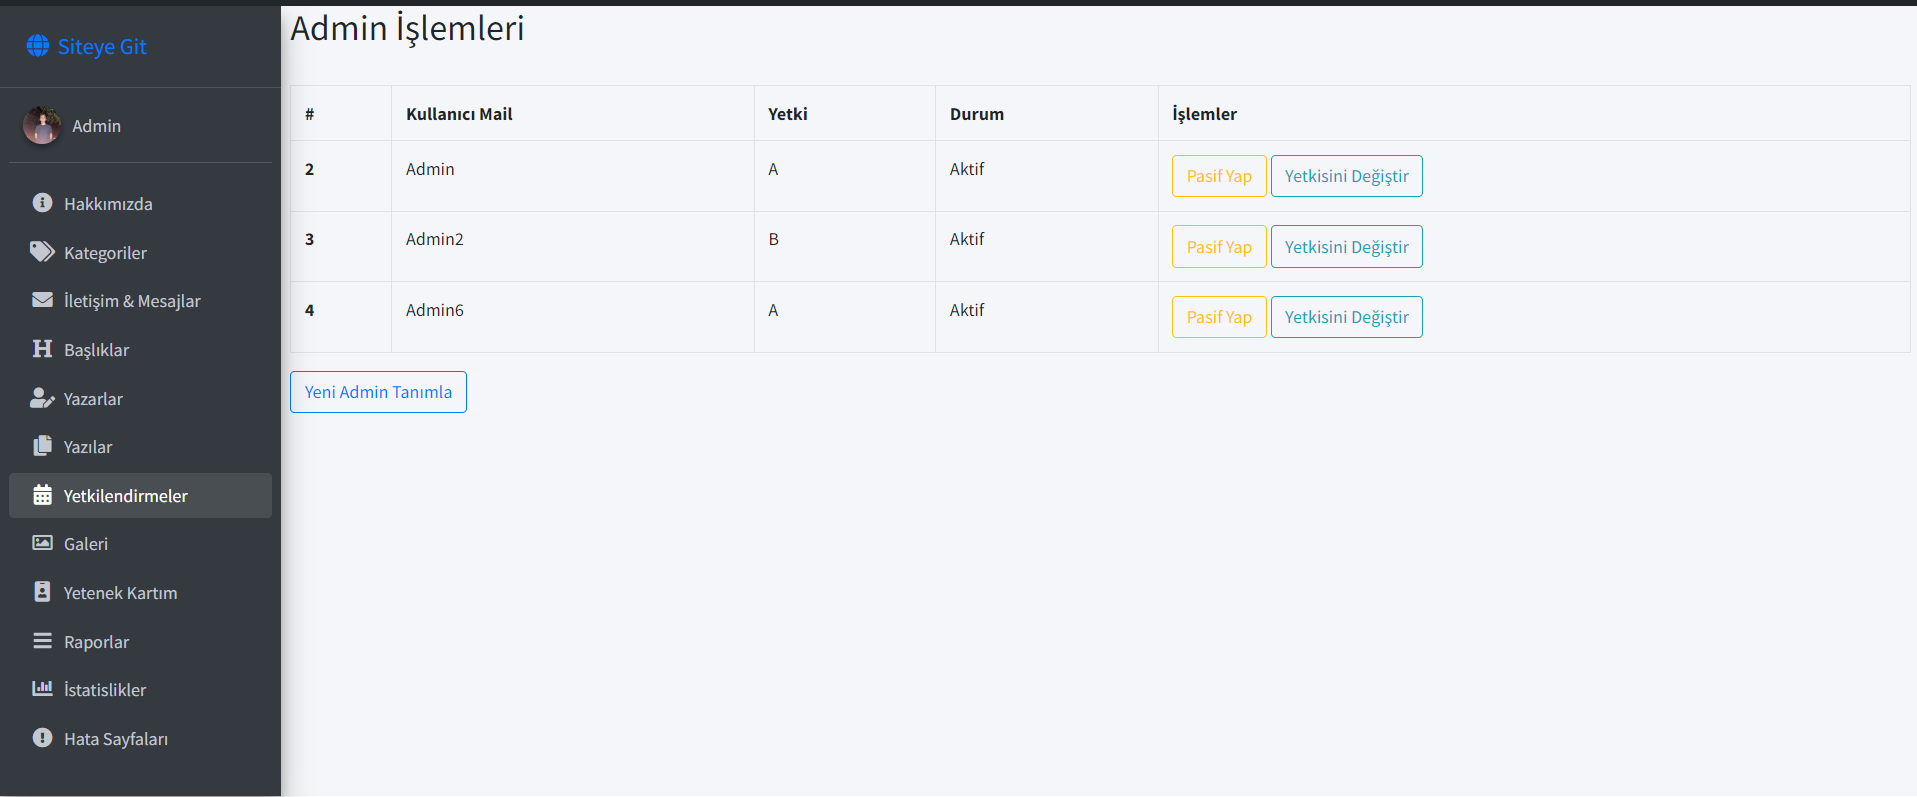 Siteye Git
Admin
Hakkımızda
Kategoriler
İletişim & Mesajlar
Başlıklar
Yazarlar
Yazılar
Yetkilendirmeler
Galeri
Yetenek Kartım
Raporlar
İstatislikler
Hata Sayfaları
Admin İşlemleri
# Kullanıcı Mail Yetki Durum İşlemler
2 Admin A Aktif Pasif Yap Yetkisini Değiştir
3 Admin2 B Aktif Pasif Yap Yetkisini Değiştir
4 Admin6 A Aktif Pasif Yap Yetkisini Değiştir
Yeni Admin Tanımla